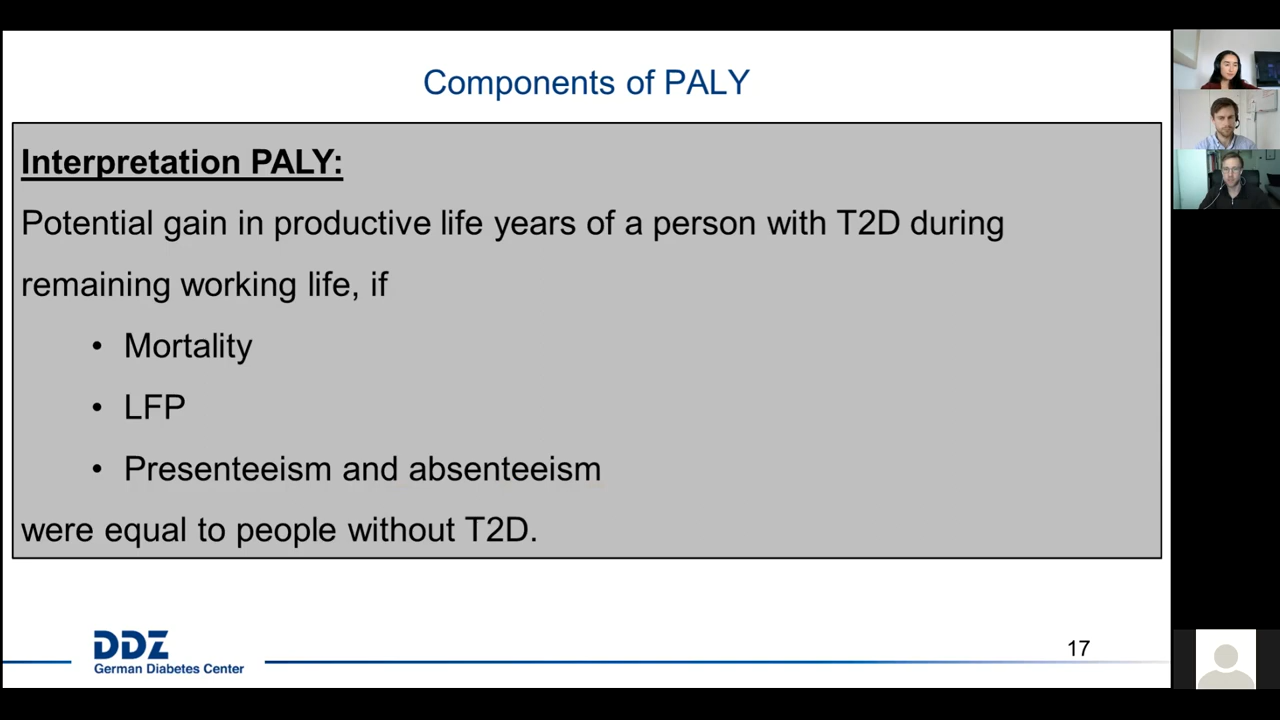 Components of PALY
Interpretation PALY:
Potential gain in productive life years of a person with T2D during
remaining working life, if
• Mortality
• LFP
• Presenteeism and absenteeism
were equal to people without T2D.
DDZ
German Diabetes Center
17